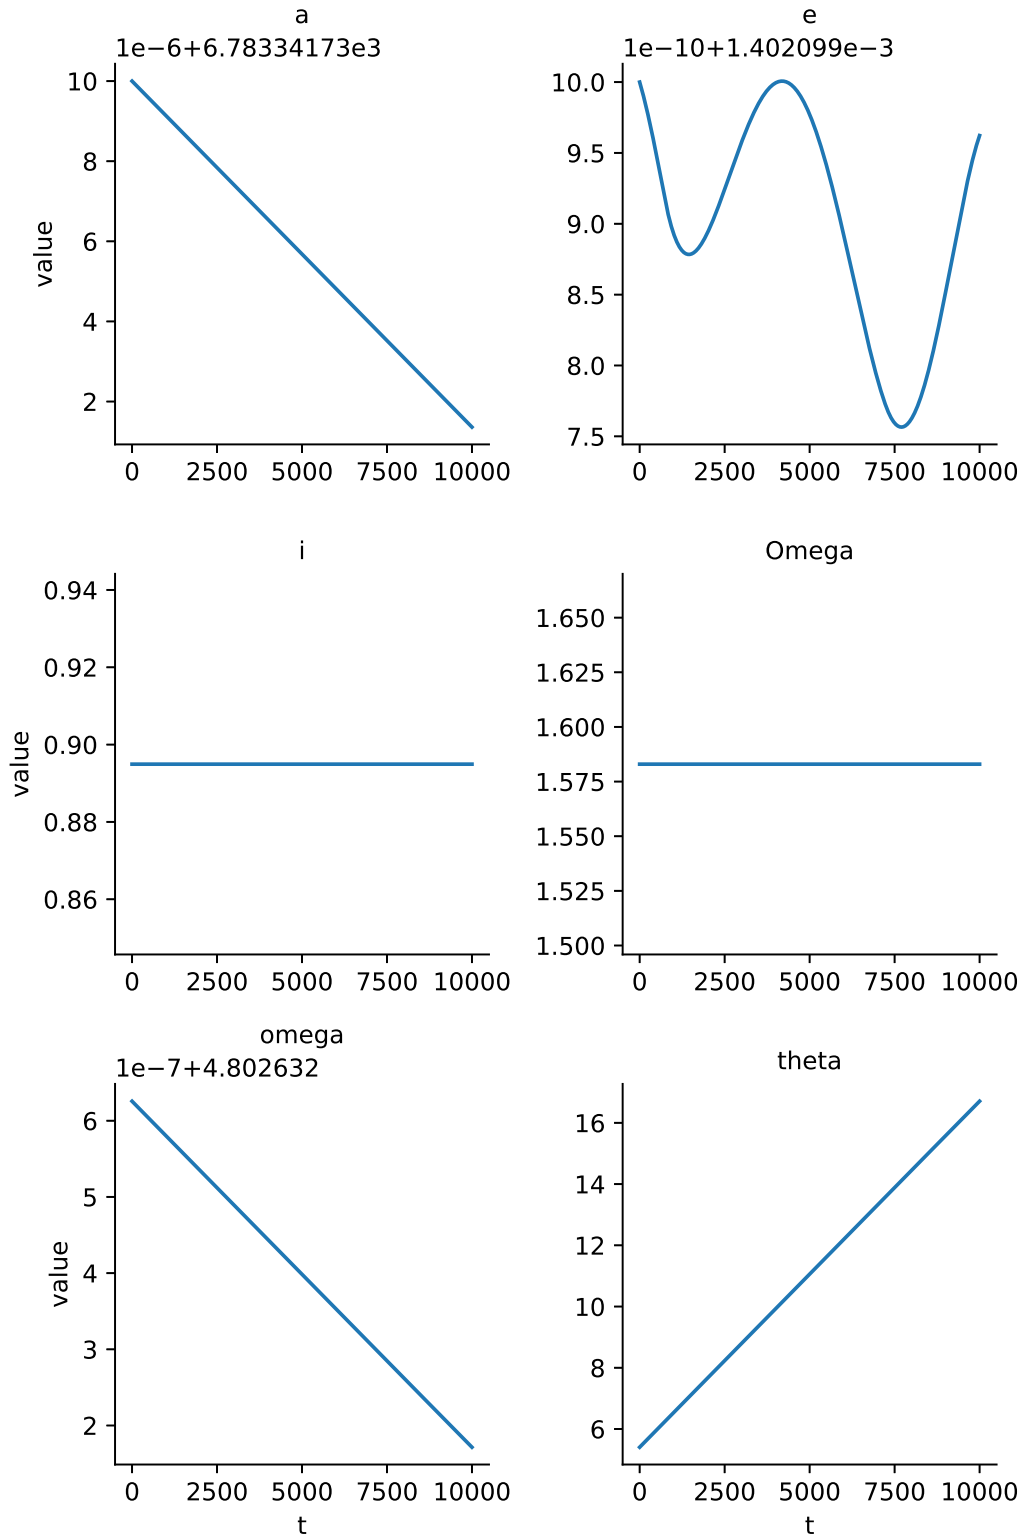 a
1e−6+6.78334173e3
10
8
6
4
2
value
0 2500 5000 7500 10000
e
1e−10+1.402099e−3
10.0
9.5
9.0
8.5
8.0
7.5
0 2500 5000 7500 10000
i
0.94
0.92
0.90
0.88
0.86
value
0 2500 5000 7500 10000
Omega
1.650
1.625
1.600
1.575
1.550
1.525
1.500
0 2500 5000 7500 10000
omega
1e−7+4.802632
6
5
4
3
2
value
0 2500 5000 7500 10000
t
theta
16
14
12
10
8
6
0 2500 5000 7500 10000
t